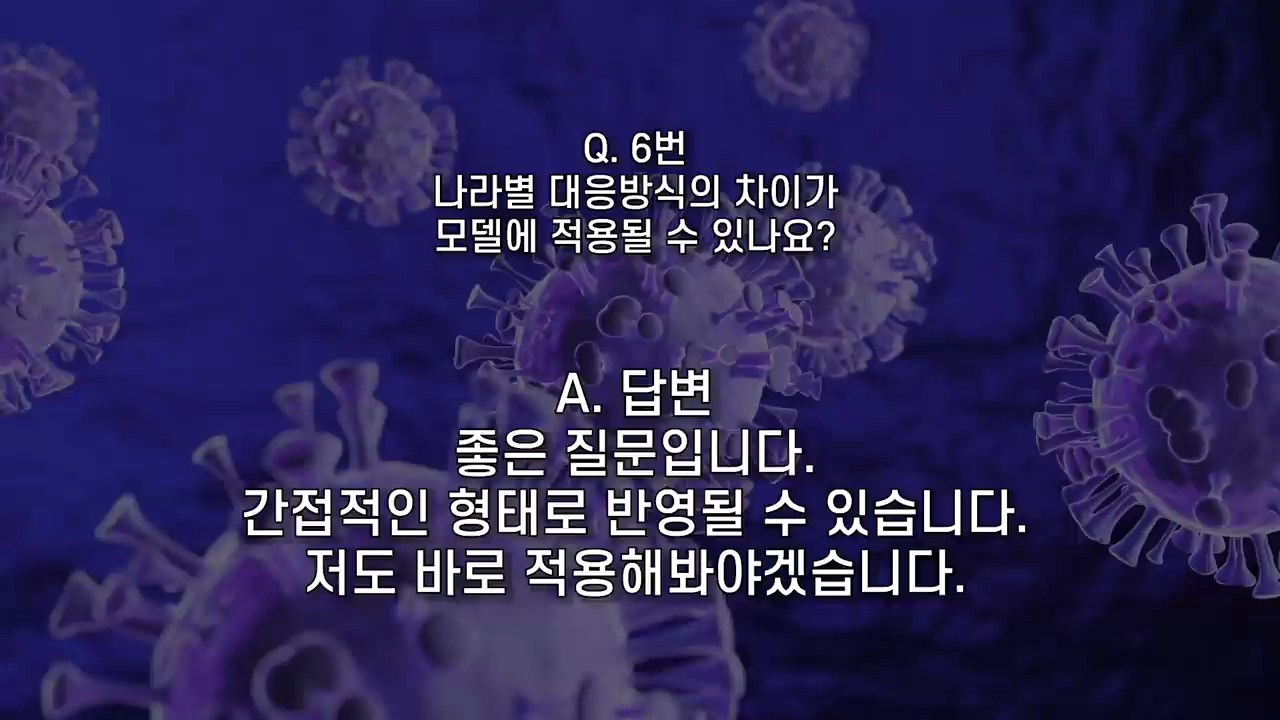 Q. 6번
나라별 대응방식의 차이가
모델에 적용될 수 있나요?
A. 답변
좋은 질문입니다.
간접적인 형태로 반영될 수 있습니다.
저도 바로 적용해봐야겠습니다.